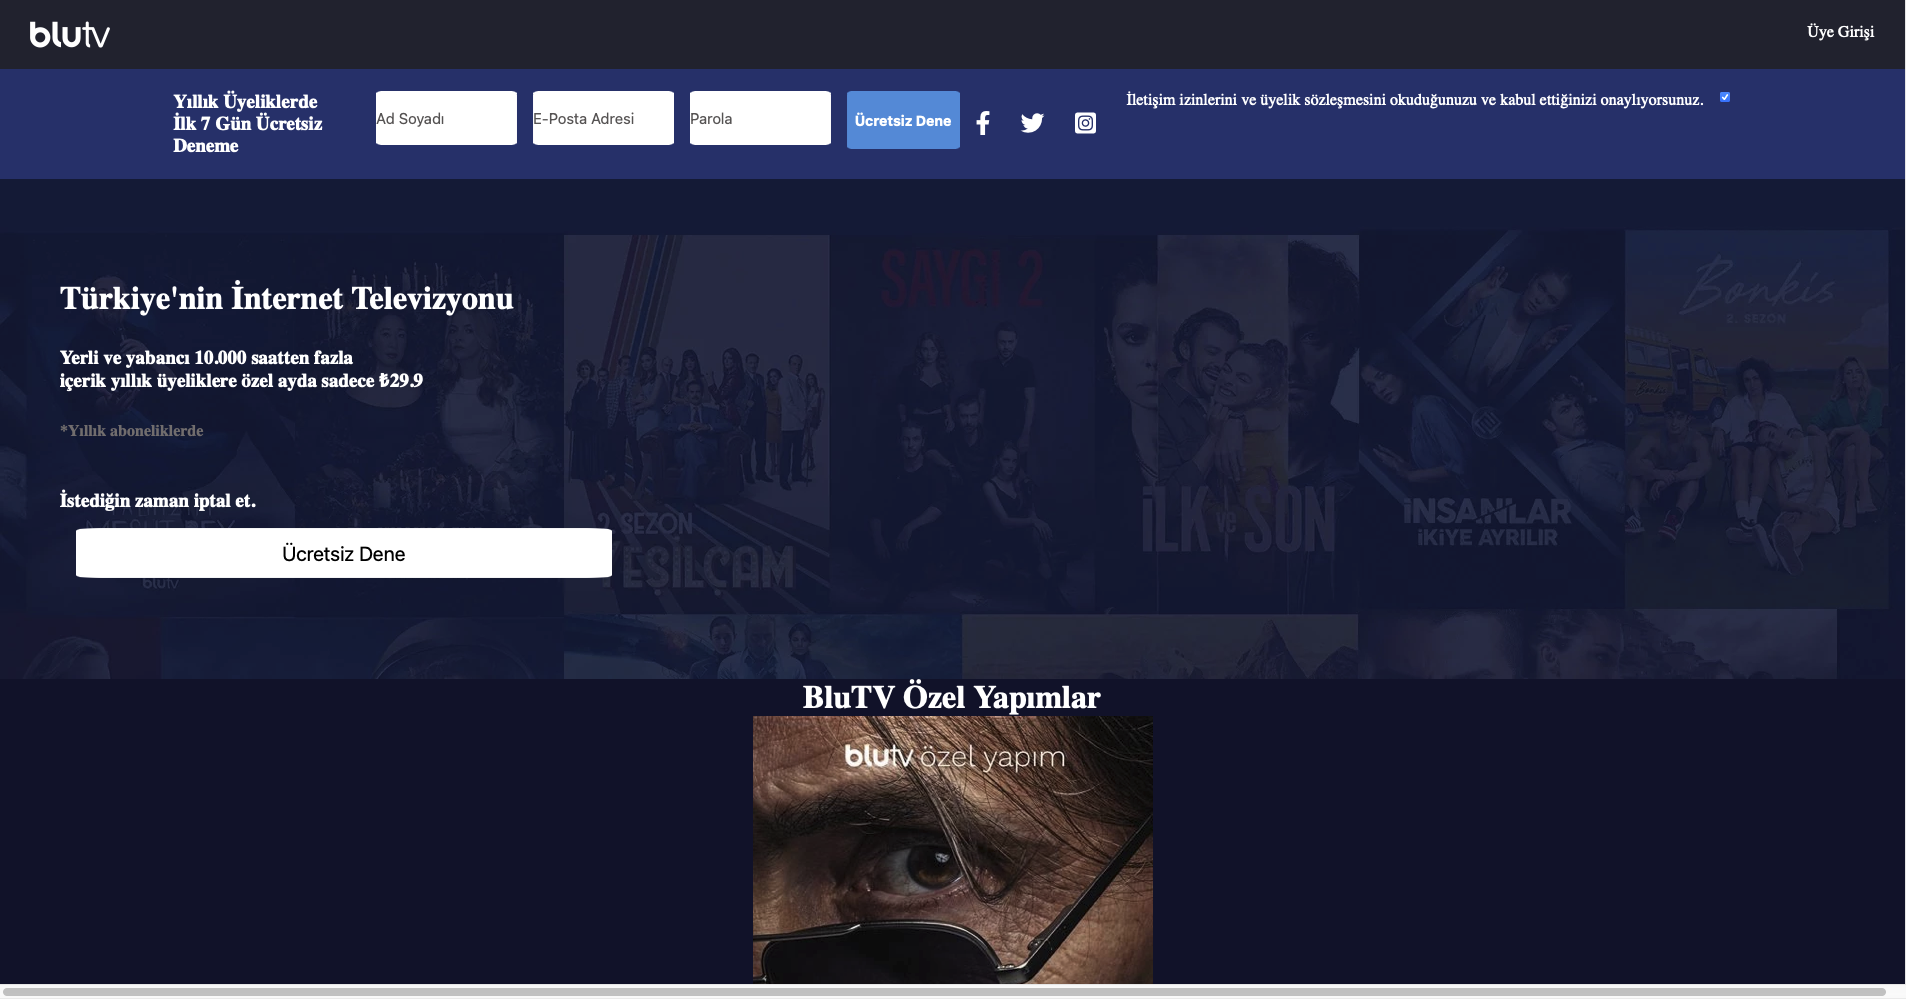 blutv
Üye Girişi
Yıllık Üyeliklerde
İlk 7 Gün Ücretsiz
Deneme
Ad Soyadı
E-Posta Adresi
Parola
Ücretsiz Dene
İletişim izinlerini ve üyelik sözleşmesini okuduğunuzu ve kabul ettiğinizi onaylıyorsunuz.
Türkiye'nin İnternet Televizyonu
Yerli ve yabancı 10.000 saatten fazla
içerik yıllık üyeliklere özel ayda sadece ₺29.9
*Yıllık aboneliklerde
İstediğin zaman iptal et.
Ücretsiz Dene
blutv
2 SEZON
YEŞİLÇAM
SAYGI 2
İLK ve SON
İNSANLAR
İKİYE AYRILIR
Bonkis
2. SEZON
BluTV Özel Yapımlar
blutv özel yapım